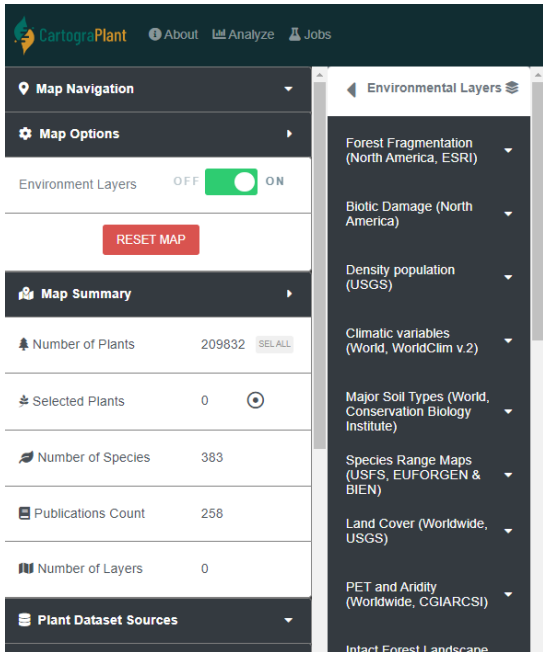 CartograPlant About Analyze Jobs
Map Navigation
Map Options
Environment Layers OFF ON
RESET MAP
Map Summary
Number of Plants 209832 SEL ALL
Selected Plants 0
Number of Species 383
Publications Count 258
Number of Layers 0
Plant Dataset Sources
Environmental Layers
Forest Fragmentation
(North America, ESRI)
Biotic Damage (North
America)
Density population
(USGS)
Climatic variables
(World, WorldClim v.2)
Major Soil Types (World,
Conservation Biology
Institute)
Species Range Maps
(USFS, EUFORGEN &
BIEN)
Land Cover (Worldwide,
USGS)
PET and Aridity
(Worldwide, CGIARCSI)
Intact Forest Landscape